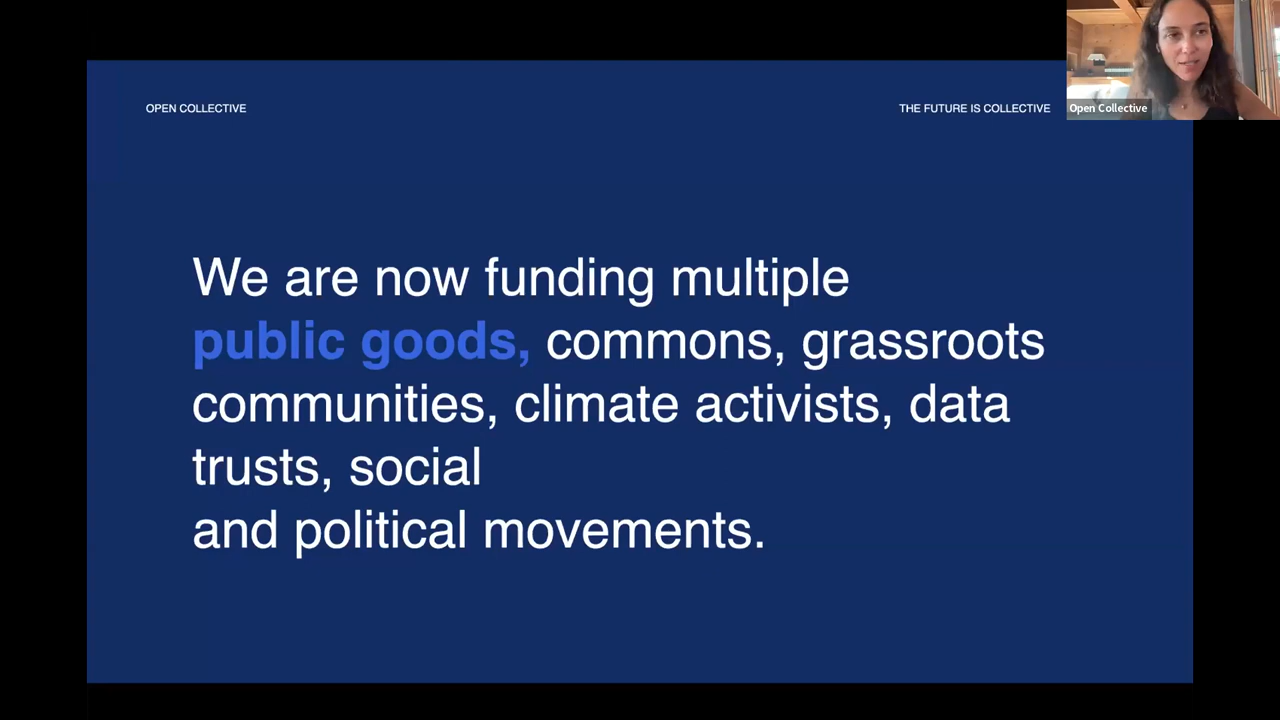 OPEN COLLECTIVE
THE FUTURE IS COLLECTIVE
Open Collective
We are now funding multiple
public goods, commons, grassroots
communities, climate activists, data
trusts, social
and political movements.